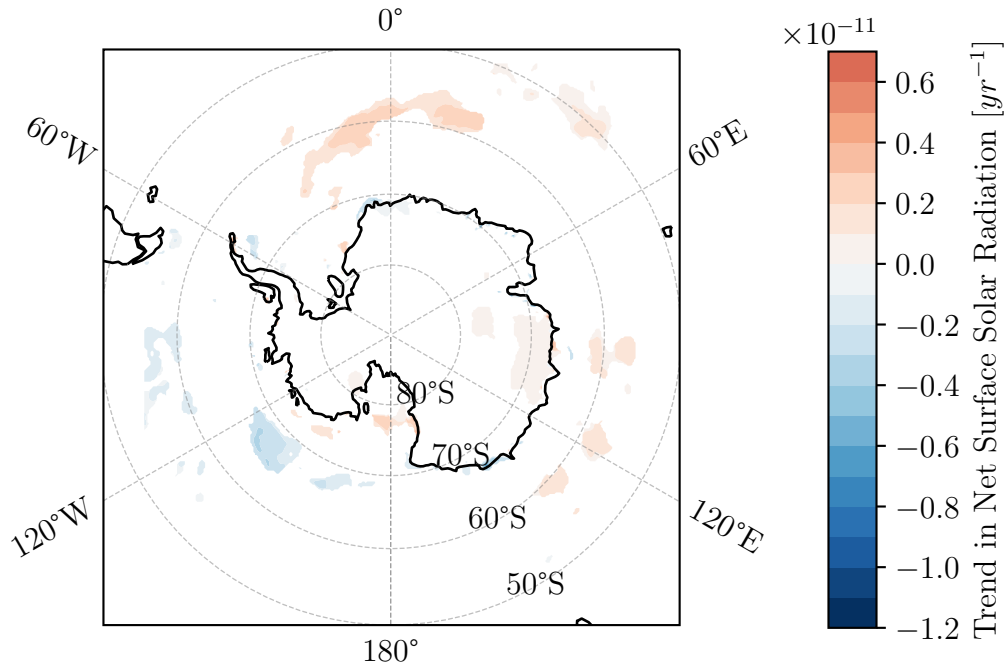 0°
×10⁻¹¹
60°W
60°E
0.6
0.4
0.2
0.0
−0.2
−0.4
−0.6
−0.8
−1.0
−1.2
Trend in Net Surface Solar Radiation [yr⁻¹]
80°S
70°S
60°S
50°S
120°W
120°E
180°